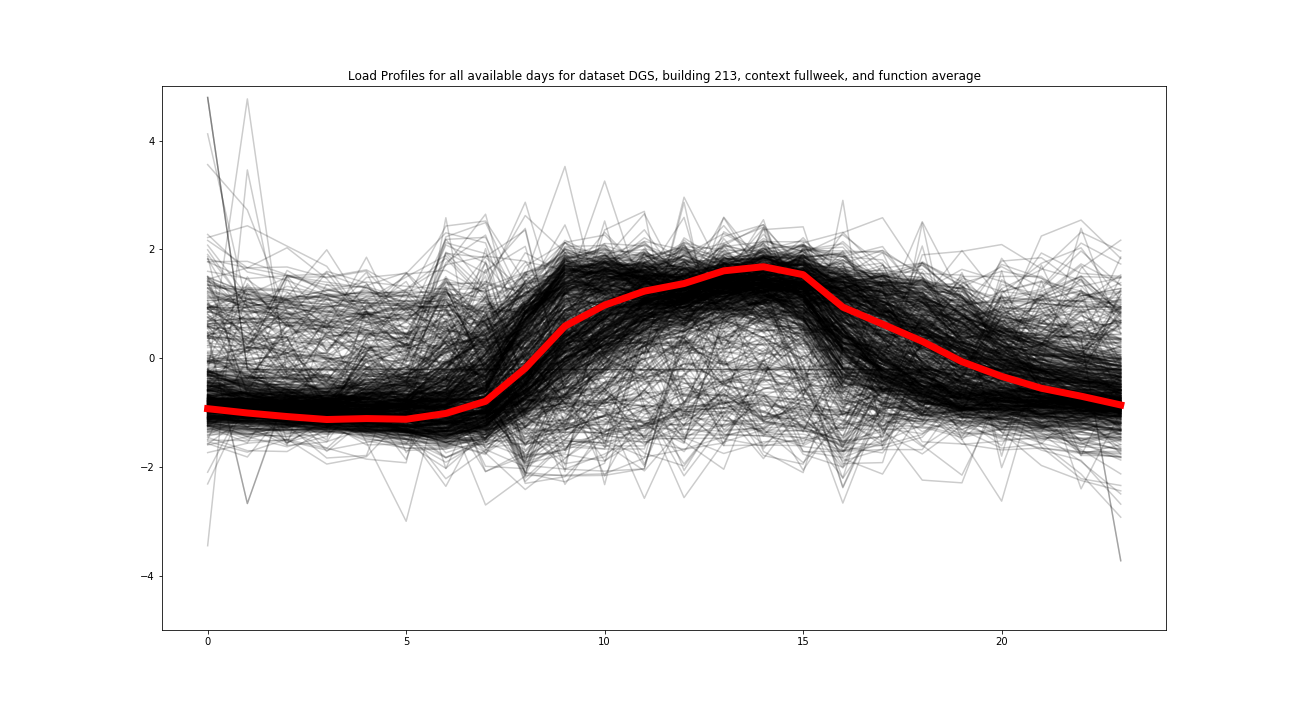 Load Profiles for all available days for dataset DGS, building 213, context fullweek, and function average
4
2
0
−2
−4
0 5 10 15 20